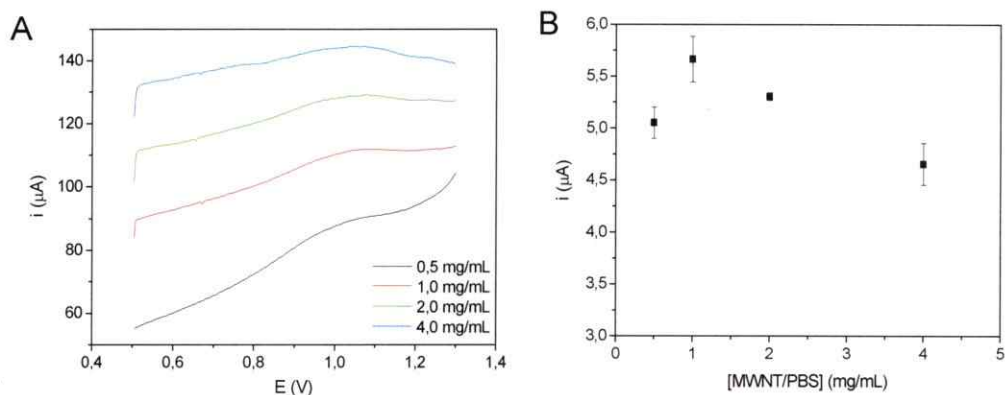 A
i (µA)
140
120
100
80
60
0,4
0,6
0,8
1,0
1,2
1,4
E (V)
0,5 mg/mL
1,0 mg/mL
2,0 mg/mL
4,0 mg/mL
B
i (µA)
6,0
5,5
5,0
4,5
4,0
3,5
3,0
0
1
2
3
4
5
[MWNT/PBS] (mg/mL)